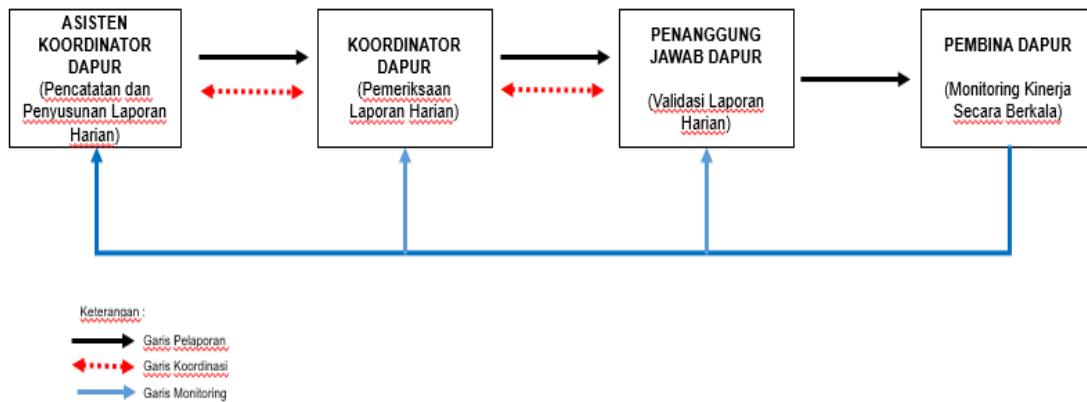 ASISTEN
KOORDINATOR
DAPUR
(Pencatatan dan
Penyusunan Laporan
Harian)
KOORDINATOR
DAPUR
(Pemeriksaan
Laporan Harian)
PENANGGUNG
JAWAB DAPUR
(Validasi Laporan
Harian)
PEMBINA DAPUR
(Monitoring Kinerja
Secara Berkala)
Keterangan :
Garis Pelaporan
Garis Koordinasi
Garis Monitoring